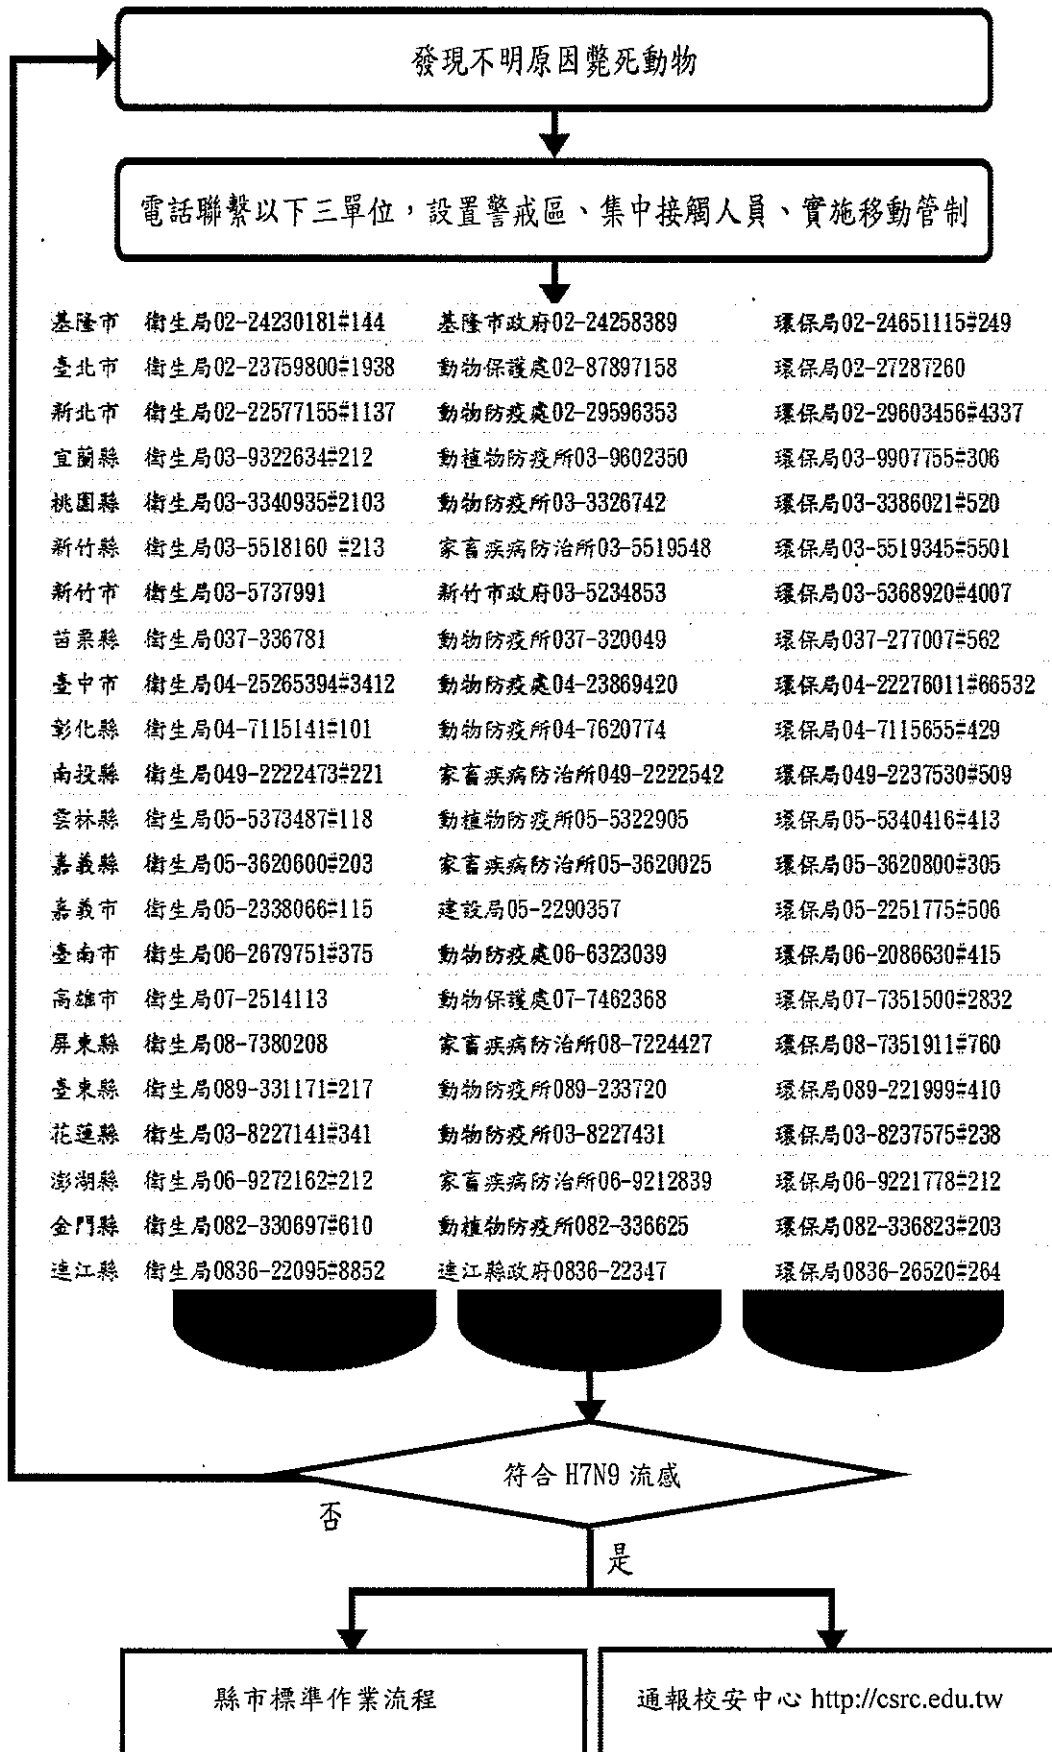 發現不明原因斃死動物
電話聯繫以下三單位，設置警戒區、集中接觸人員、實施移動管制
基隆市 衛生局02-24230181#144 基隆市政府02-24258389 環保局02-24651115#249
臺北市 衛生局02-23759800#1938 動物保護處02-87897158 環保局02-27287260
新北市 衛生局02-22577155#1137 動物防疫處02-29596353 環保局02-29603456#4337
宜蘭縣 衛生局03-9322634#212 動植物防疫所03-9602350 環保局03-9907755#306
桃園縣 衛生局03-3340935#2103 動物防疫所03-3326742 環保局03-3386021#520
新竹縣 衛生局03-5518160 #213 家畜疾病防治所03-5519548 環保局03-5519345#5501
新竹市 衛生局03-5737991 新竹市政府03-5234853 環保局03-5368920#4007
苗栗縣 衛生局037-336781 動物防疫所037-320049 環保局037-277007#562
臺中市 衛生局04-25265394#3412 動物防疫處04-23869420 環保局04-22276011#66532
彰化縣 衛生局04-7115141#101 動物防疫所04-7620774 環保局04-7115655#429
南投縣 衛生局049-2222473#221 家畜疾病防治所049-2222542 環保局049-2237530#509
雲林縣 衛生局05-5373487#118 動植物防疫所05-5322905 環保局05-5340416#413
嘉義縣 衛生局05-3620600#203 家畜疾病防治所05-3620025 環保局05-3620800#305
嘉義市 衛生局05-2338066#115 建設局05-2290357 環保局05-2251775#506
臺南市 衛生局06-2679751#375 動物防疫處06-6323039 環保局06-2086630#415
高雄市 衛生局07-2514113 動物保護處07-7462368 環保局07-7351500#2832
屏東縣 衛生局08-7380208 家畜疾病防治所08-7224427 環保局08-7351911#760
臺東縣 衛生局089-331171#217 動物防疫所089-233720 環保局089-221999#410
花蓮縣 衛生局03-8227141#341 動物防疫所03-8227431 環保局03-8237575#238
澎湖縣 衛生局06-9272162#212 家畜疾病防治所06-9212839 環保局06-9221778#212
金門縣 衛生局082-330697#610 動植物防疫所082-336625 環保局082-336823#203
連江縣 衛生局0836-22095#8852 連江縣政府0836-22347 環保局0836-26520#264
符合 H7N9 流感
否
是
縣市標準作業流程
通報校安中心 http://csrc.edu.tw